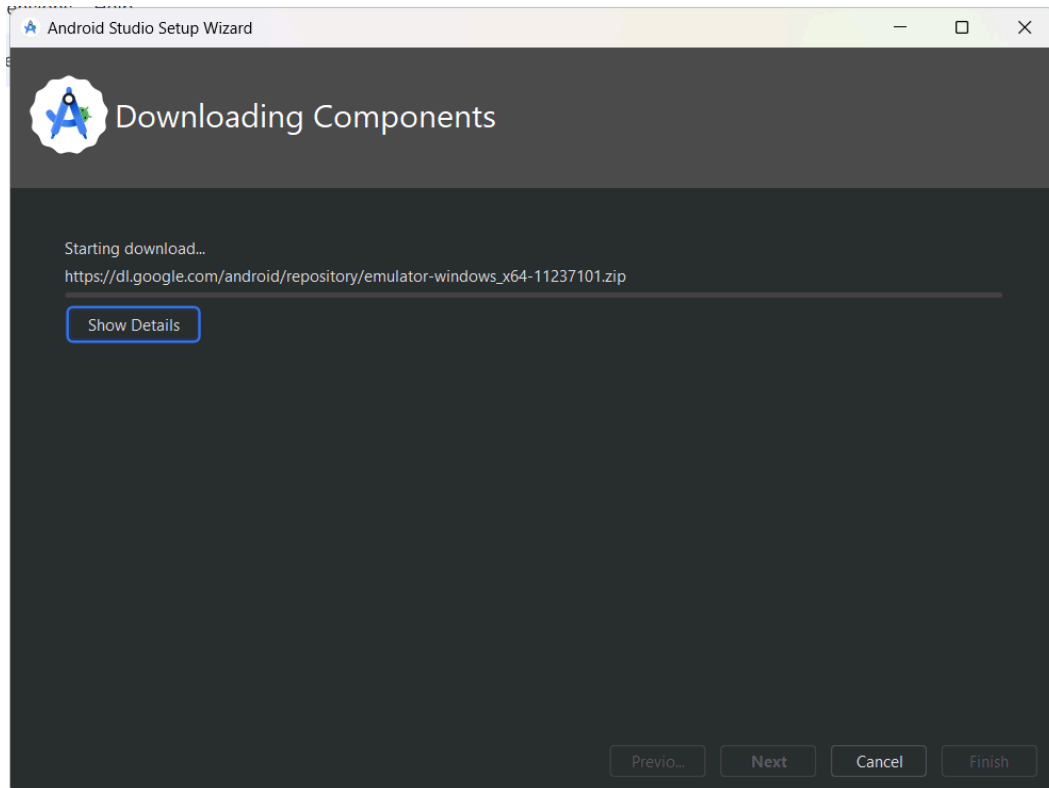 Android Studio Setup Wizard
Downloading Components
Starting download...
https://dl.google.com/android/repository/emulator-windows_x64-11237101.zip
Show Details
Previo... Next Cancel Finish